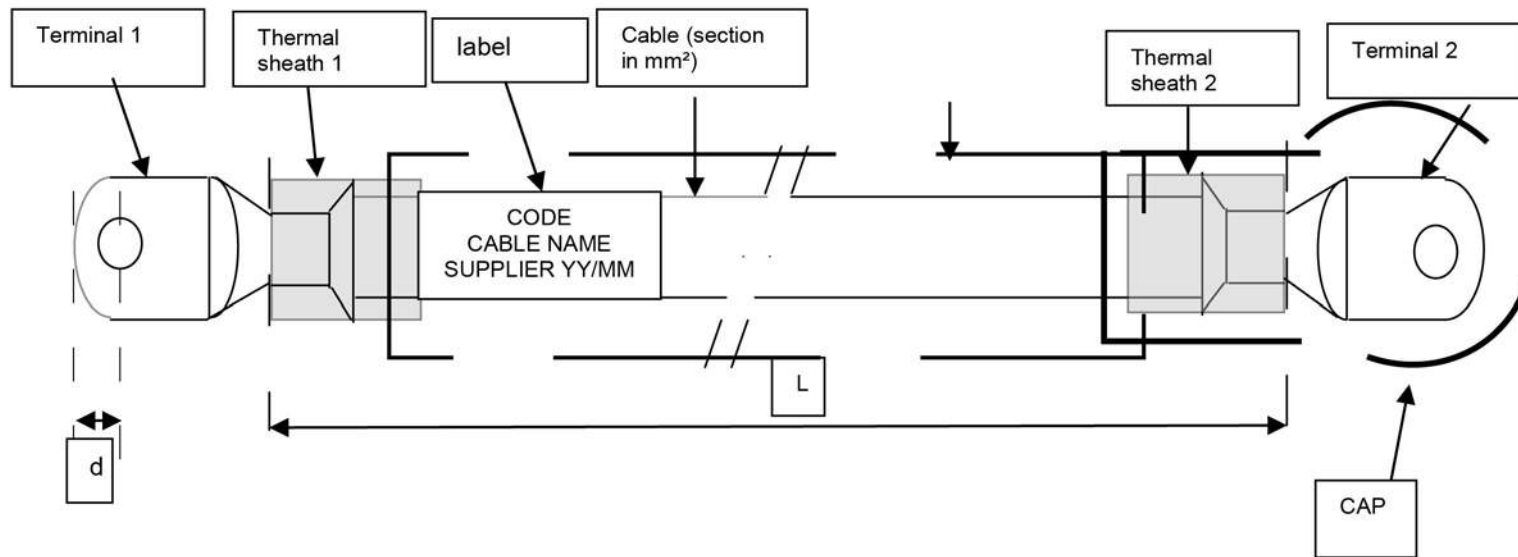 Terminal 1
Thermal
sheath 1
label
Cable (section
in mm²)
Thermal
sheath 2
Terminal 2
CODE
CABLE NAME
SUPPLIER YY/MM
L
d
CAP